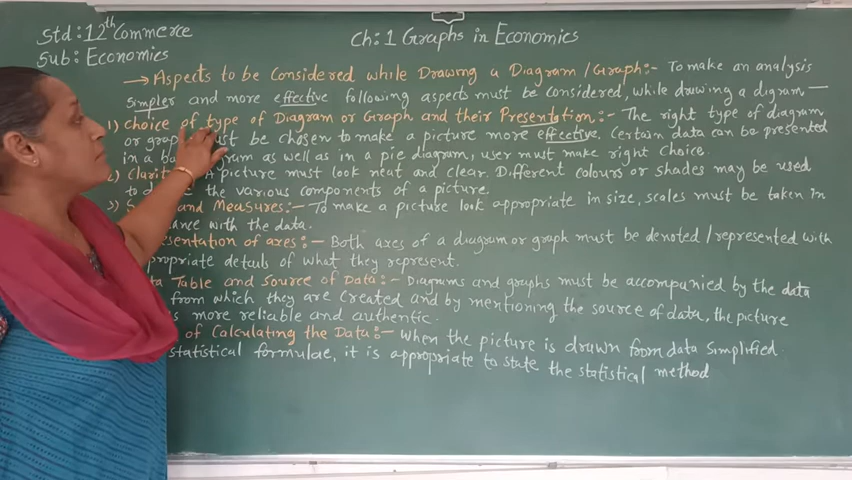 Std: 12th Commerce
Sub: Economics
Ch: 1 Graphs in Economics
→ Aspects to be Considered while Drawing a Diagram / Graph:- To make an analysis
simpler and more effective following aspects must be considered, while drawing a digram —
1) Choice of type of Diagram or Graph and their Presentation :- The right type of diagram
or must be chosen to make a picture more effective. Certain data can be presented
in a as well as in a pie diagram, user must make right choice.
A picture must look neat and clear. Different colours or shades may be used
the various components of a picture.
3) and Measures:- To make a picture look appropriate in size, scales must be taken in
with the data.
of axes :- Both axes of a diagram or graph must be denoted / represented with
details of what they represent.
Table and Source of Data :- Diagrams and graphs must be accompanied by the data
from which they are created and by mentioning the source of data, the picture
is more reliable and authentic.
of Calculating the Data :- When the picture is drawn from data simplified
statistical formulae, it is appropriate to state the statistical method